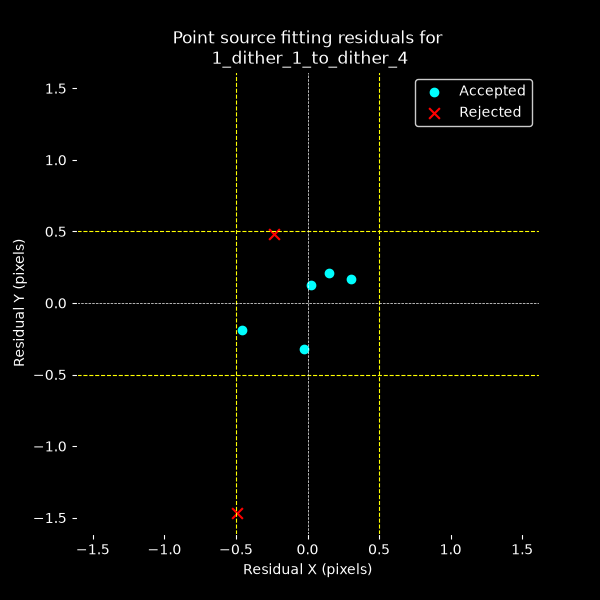 Point source fitting residuals for
1_dither_1_to_dither_4
Accepted
Rejected
Residual Y (pixels)
1.5
1.0
0.5
0.0
−0.5
−1.0
−1.5
−1.5 −1.0 −0.5 0.0 0.5 1.0 1.5
Residual X (pixels)